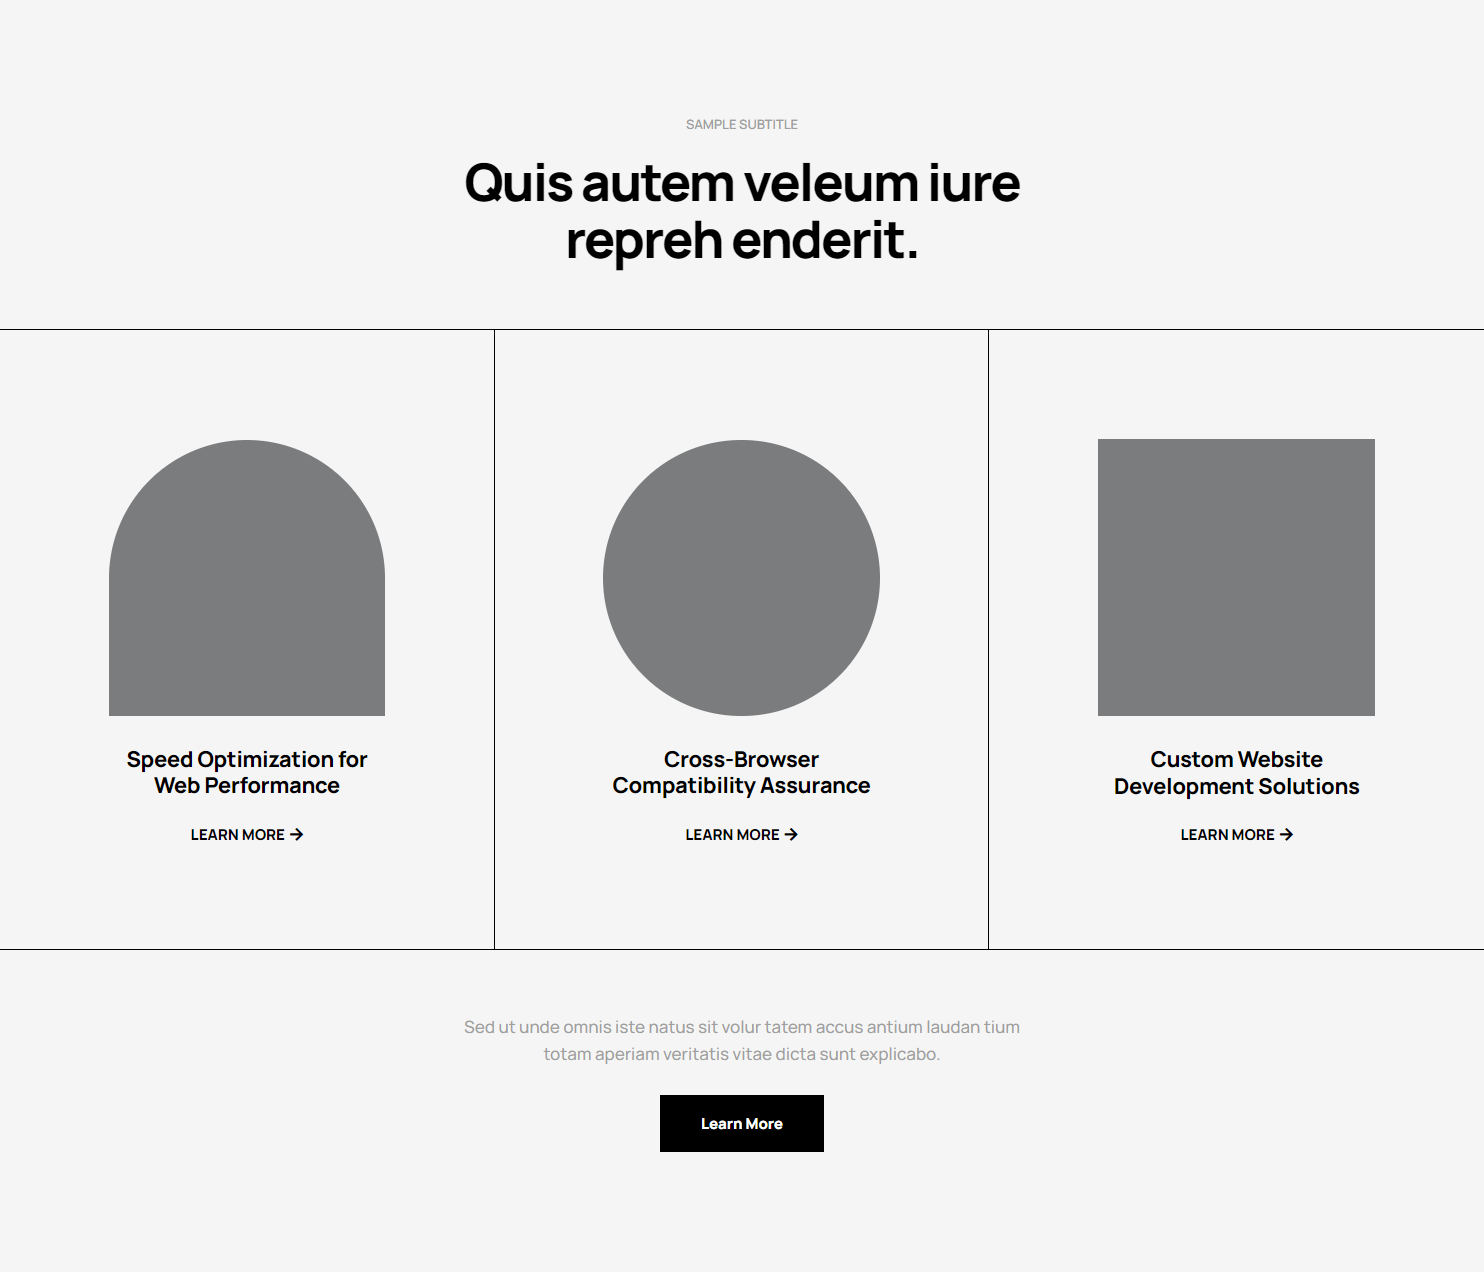 SAMPLE SUBTITLE
Quis autem veleum iure
repreh enderit.
Speed Optimization for
Web Performance
LEARN MORE →
Cross-Browser
Compatibility Assurance
LEARN MORE →
Custom Website
Development Solutions
LEARN MORE →
Sed ut unde omnis iste natus sit volur tatem accus antium laudan tium
totam aperiam veritatis vitae dicta sunt explicabo.
Learn More